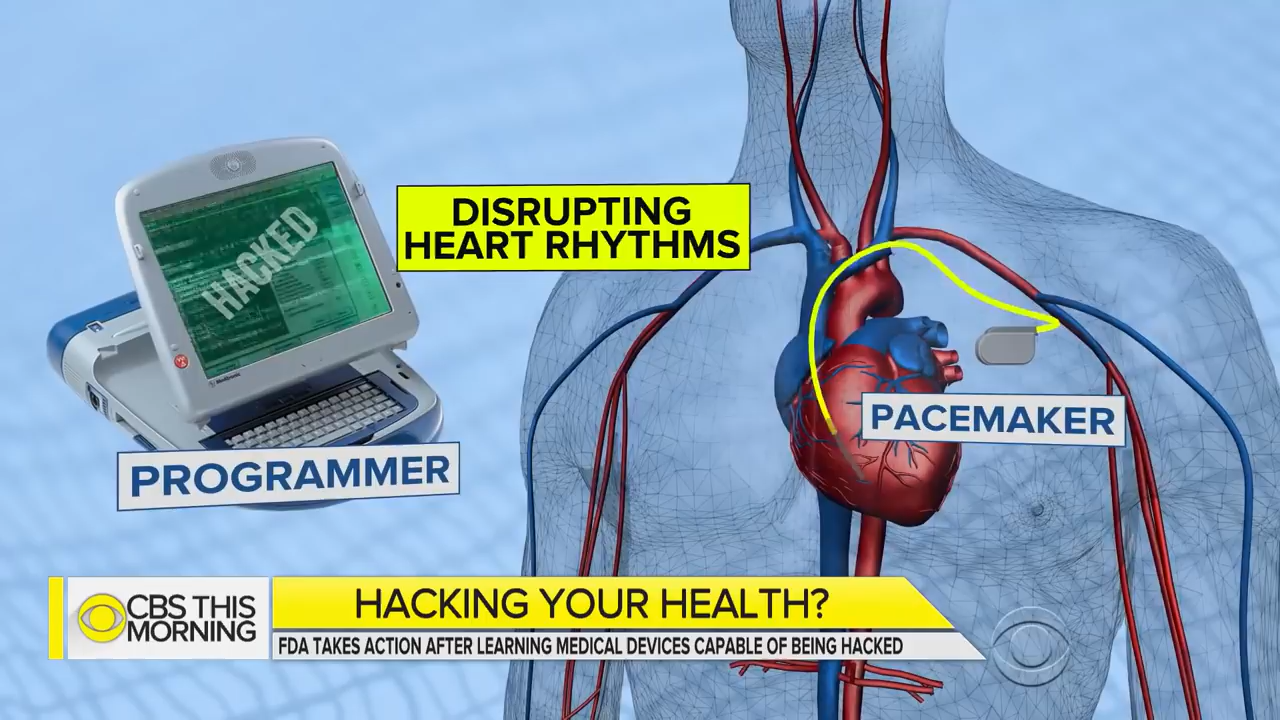 DISRUPTING
HEART RHYTHMS
HACKED
Medtronic
PACEMAKER
PROGRAMMER
CBS THIS
MORNING
HACKING YOUR HEALTH?
FDA TAKES ACTION AFTER LEARNING MEDICAL DEVICES CAPABLE OF BEING HACKED